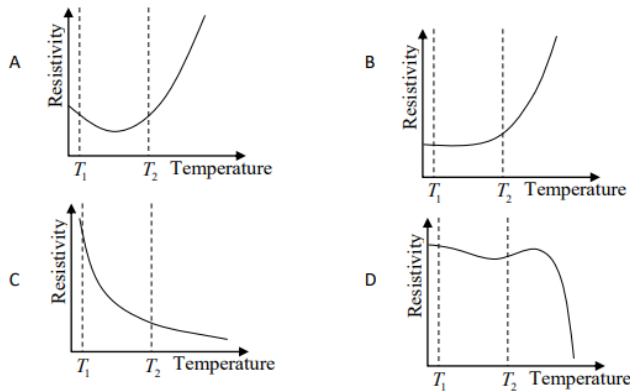 A
Resistivity
T₁
T₂
Temperature
B
Resistivity
T₁
T₂
Temperature
C
Resistivity
T₁
T₂
Temperature
D
Resistivity
T₁
T₂
Temperature